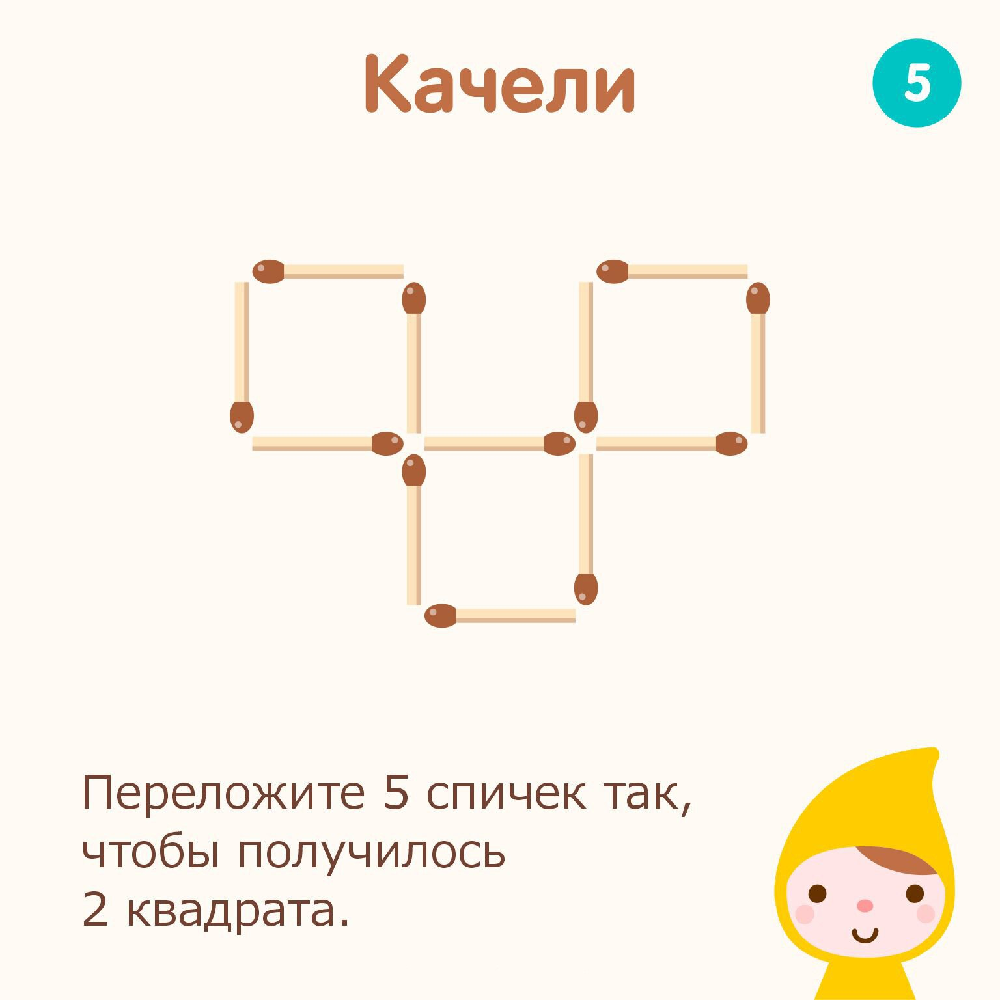 Качели
5
Переложите 5 спичек так,
чтобы получилось
2 квадрата.